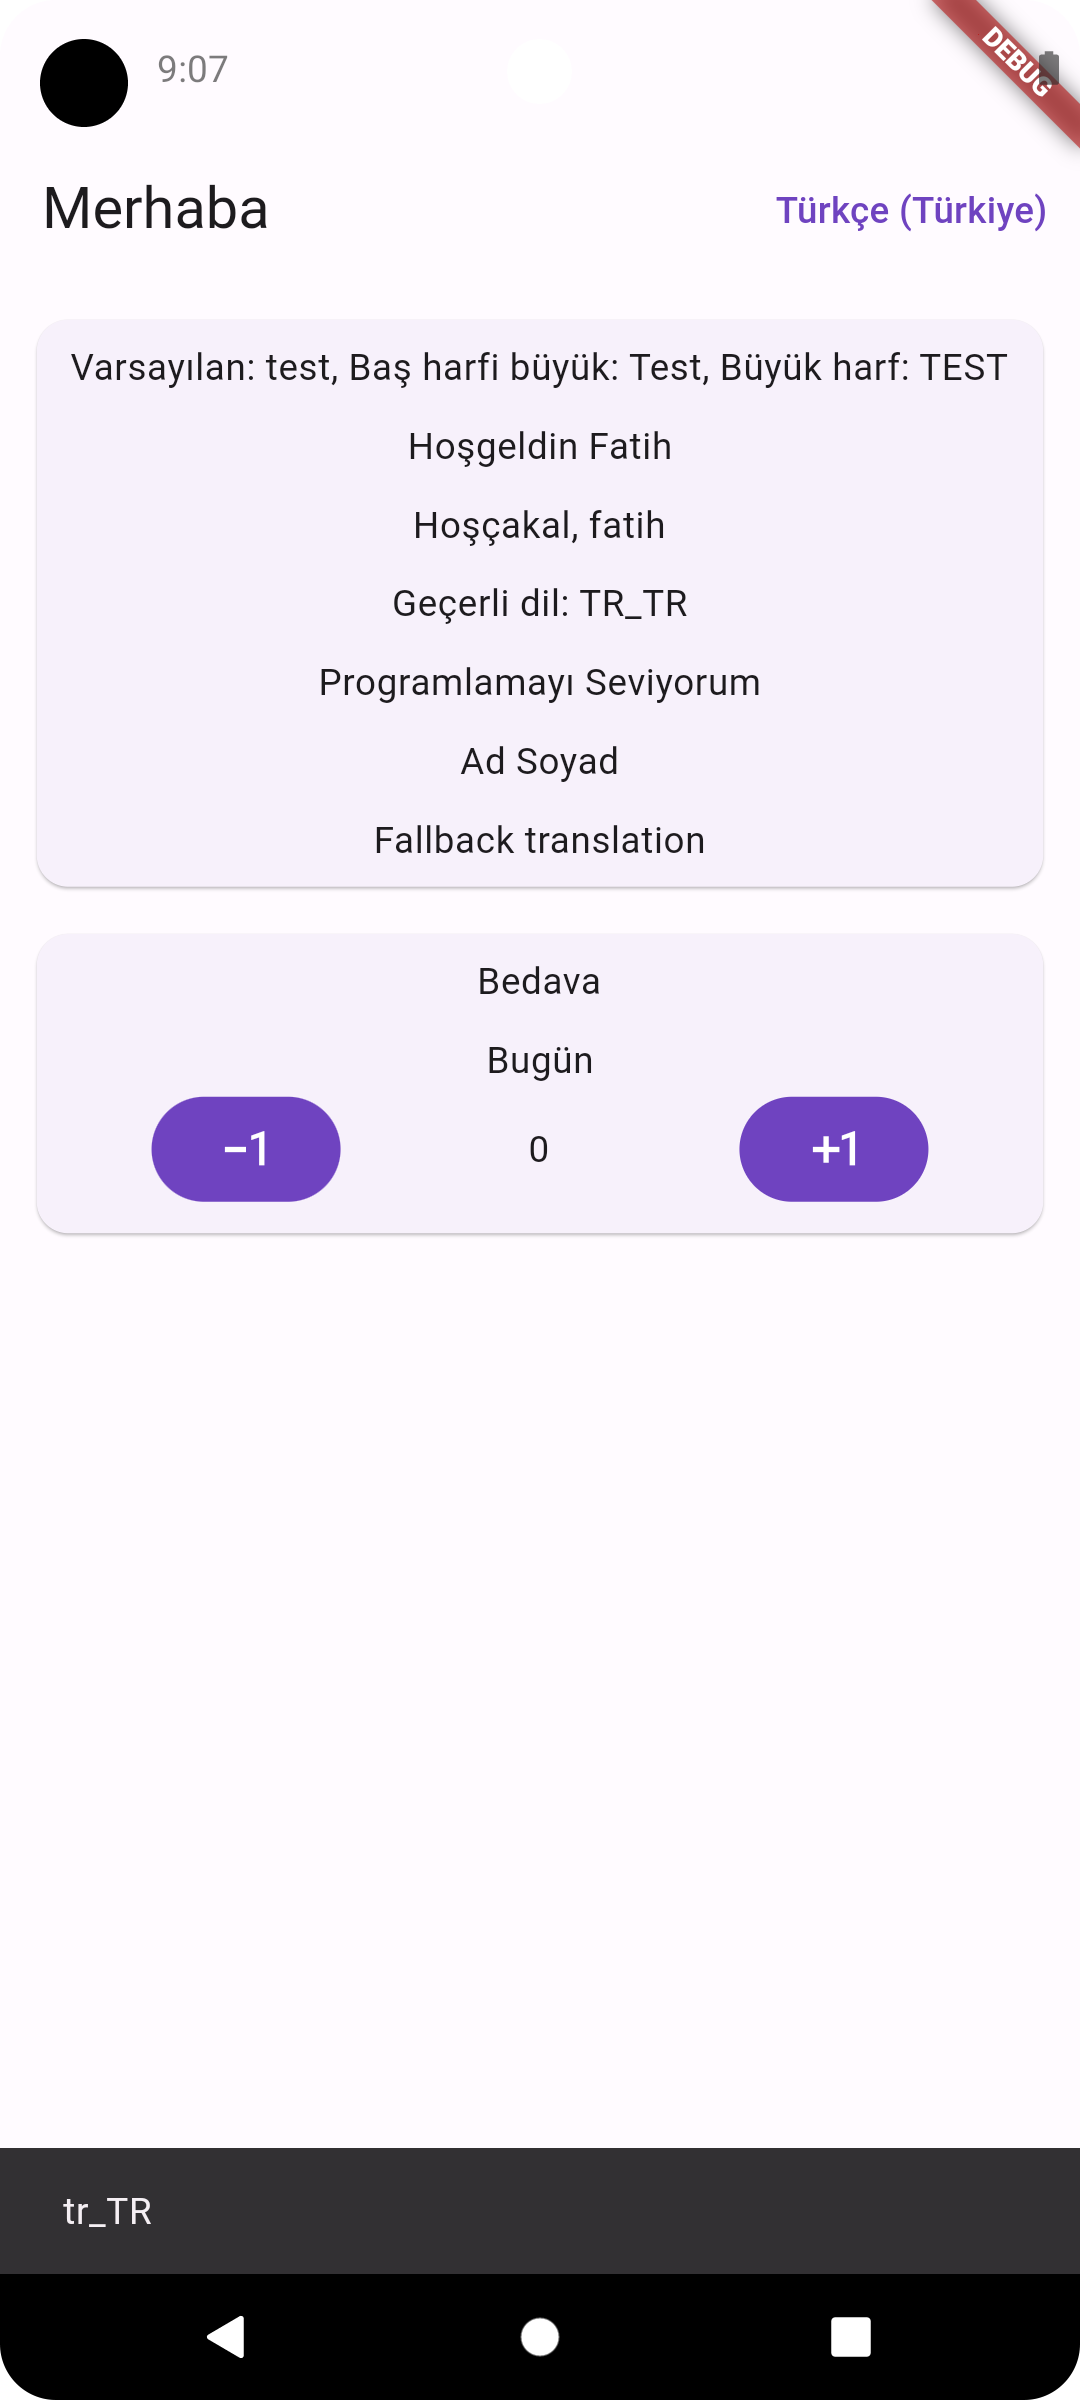 9:07
DEBUG
Merhaba
Türkçe (Türkiye)
Varsayılan: test, Baş harfi büyük: Test, Büyük harf: TEST
Hoşgeldin Fatih
Hoşçakal, fatih
Geçerli dil: TR_TR
Programlamayı Seviyorum
Ad Soyad
Fallback translation
Bedava
Bugün
−1
0
+1
tr_TR